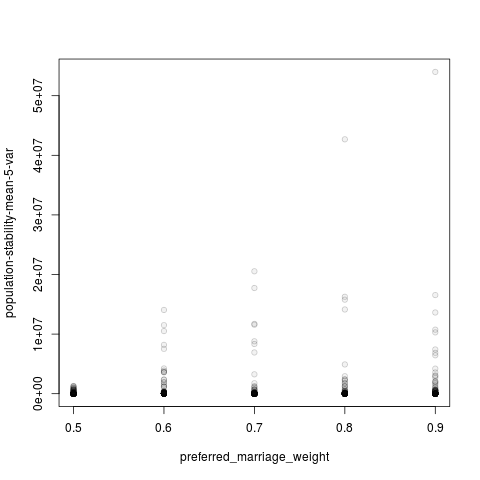 population-stability-mean-5-var
5e+07
4e+07
3e+07
2e+07
1e+07
0e+00
0.5 0.6 0.7 0.8 0.9
preferred_marriage_weight